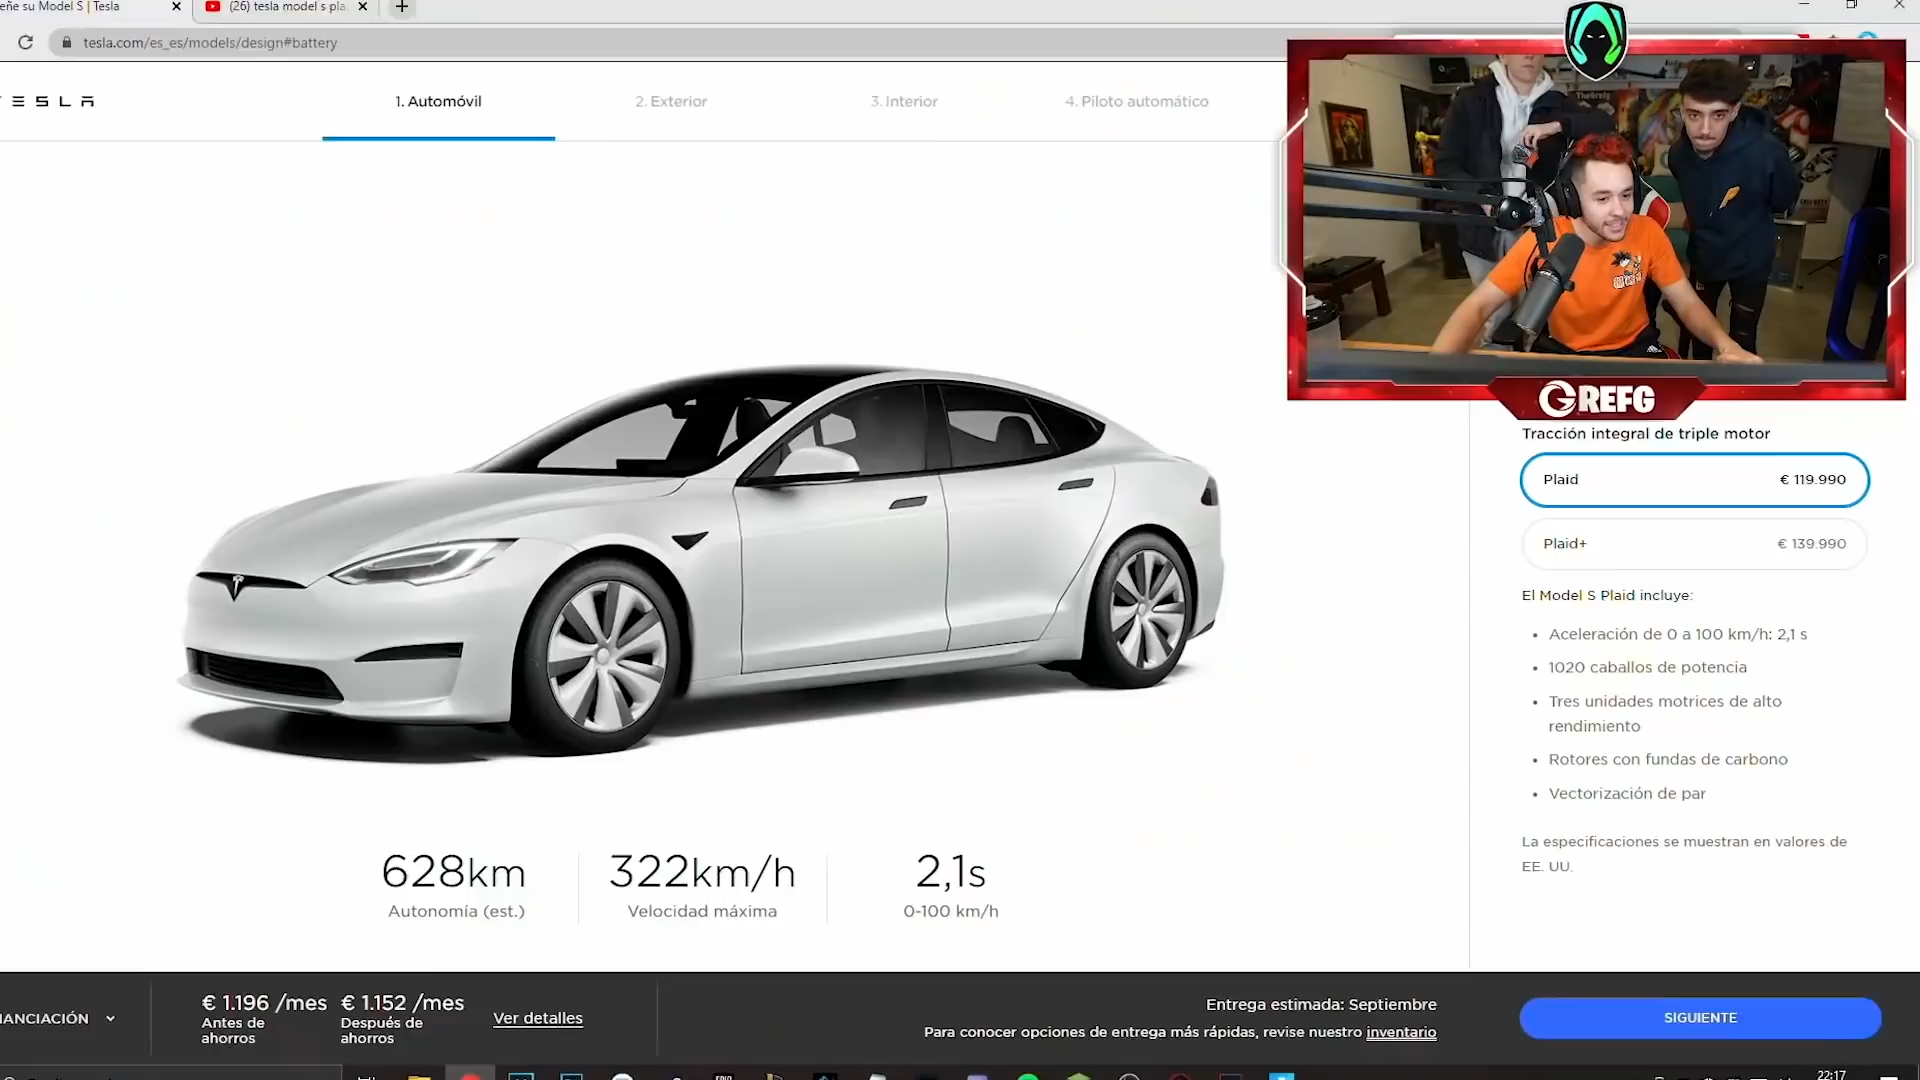 eñe su Model S | Tesla
(26) tesla model s pla
tesla.com/es_es/models/design#battery
TESLA
1. Automóvil
2. Exterior
3. Interior
4. Piloto automático
GREFG
Tracción integral de triple motor
Plaid
€ 119.990
Plaid+
€ 139.990
El Model S Plaid incluye:
• Aceleración de 0 a 100 km/h: 2,1 s
• 1020 caballos de potencia
• Tres unidades motrices de alto
rendimiento
• Rotores con fundas de carbono
• Vectorización de par
La especificaciones se muestran en valores de
EE. UU.
628km
Autonomía (est.)
322km/h
Velocidad máxima
2,1s
0-100 km/h
NANCIACIÓN
€ 1.196 /mes
Antes de
ahorros
€ 1.152 /mes
Después de
ahorros
Ver detalles
Entrega estimada: Septiembre
Para conocer opciones de entrega más rápidas, revise nuestro inventario
SIGUIENTE
22:17